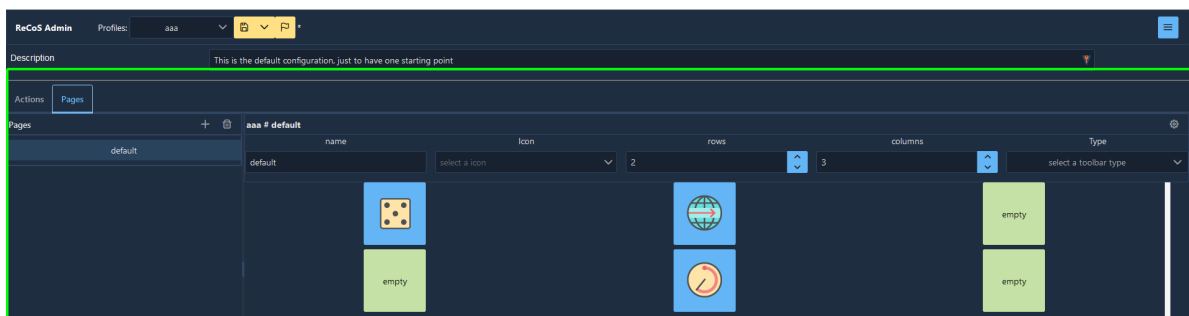 ReCoS Admin Profiles: aaa *
Description This is the default configuration, just to have one starting point
Actions Pages
Pages
default
aaa # default
name Icon rows columns Type
default select a icon 2 3 select a toolbar type
empty
empty empty